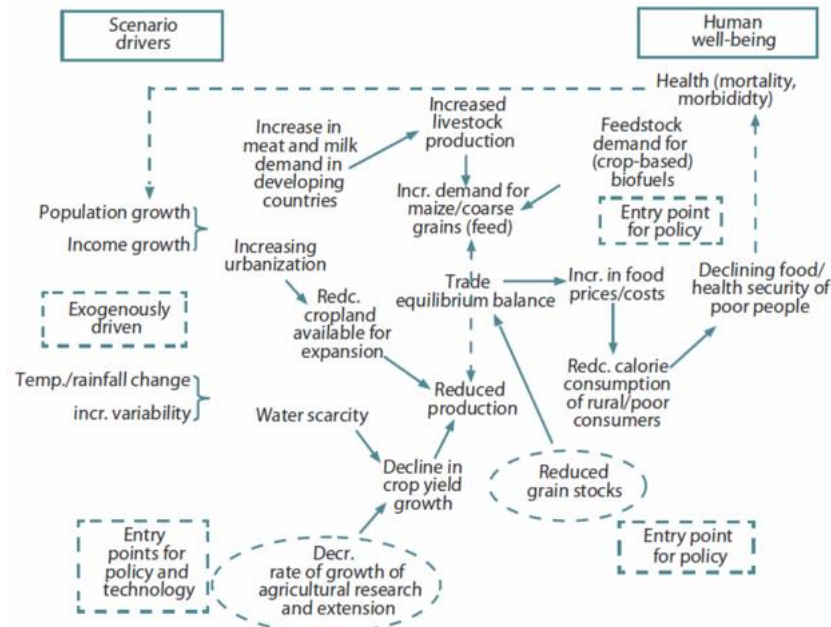 Scenario
drivers
Human
well-being
Health (mortality,
morbididty)
Increased
livestock
production
Increase in
meat and milk
demand in
developing
countries
Feedstock
demand for
(crop-based)
biofuels
Incr. demand for
maize/coarse
grains (feed)
Entry point
for policy
Population growth
Income growth
Increasing
urbanization
Trade
equilibrium balance
Incr. in food
prices/costs
Declining food/
health security of
poor people
Exogenously
driven
Redc.
cropland
available for
expansion
Redc. calorie
consumption
of rural/poor
consumers
Temp./rainfall change
incr. variability
Reduced
production
Water scarcity
Decline in
crop yield
growth
Reduced
grain stocks
Entry
points for
policy and
technology
Decr.
rate of growth of
agricultural research
and extension
Entry point
for policy